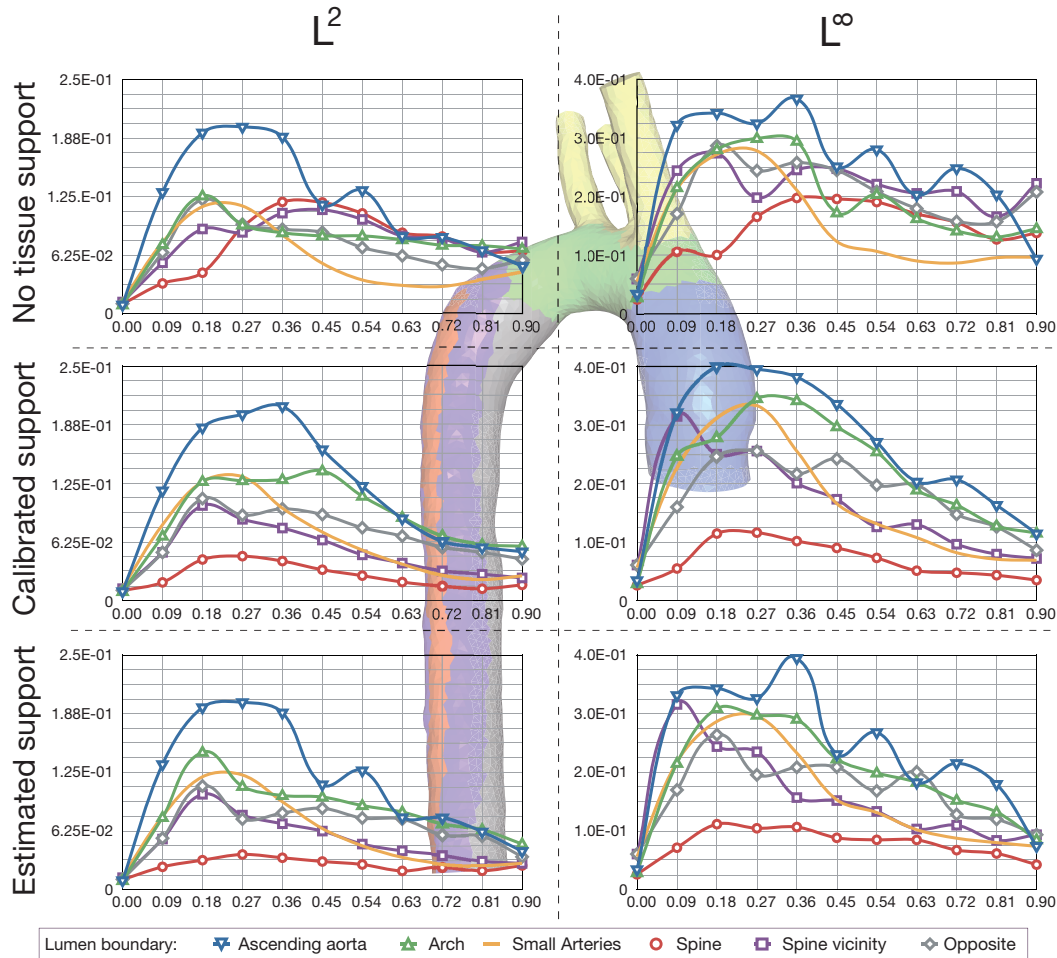 L2
L∞
No tissue support
2.5E-01
1.88E-01
0.125E-01
6.25E-02
0
0.00 0.09 0.18 0.27 0.36 0.45 0.54 0.63 0.72 0.81 0.90
4.0E-01
3.0E-01
2.0E-01
1.0E-01
0
0.00 0.09 0.18 0.27 0.36 0.45 0.54 0.63 0.72 0.81 0.90
Calibrated support
2.5E-01
1.88E-01
0.125E-01
6.25E-02
0
0.00 0.09 0.18 0.27 0.36 0.45 0.54 0.63 0.72 0.81 0.90
4.0E-01
3.0E-01
2.0E-01
1.0E-01
0
0.00 0.09 0.18 0.27 0.36 0.45 0.54 0.63 0.72 0.81 0.90
Estimated support
2.5E-01
1.88E-01
0.125E-01
6.25E-02
0
0.00 0.09 0.18 0.27 0.36 0.45 0.54 0.63 0.72 0.81 0.90
4.0E-01
3.0E-01
2.0E-01
1.0E-01
0
0.00 0.09 0.18 0.27 0.36 0.45 0.54 0.63 0.72 0.81 0.90
Lumen boundary: Ascending aorta Arch Small Arteries Spine Spine vicinity Opposite